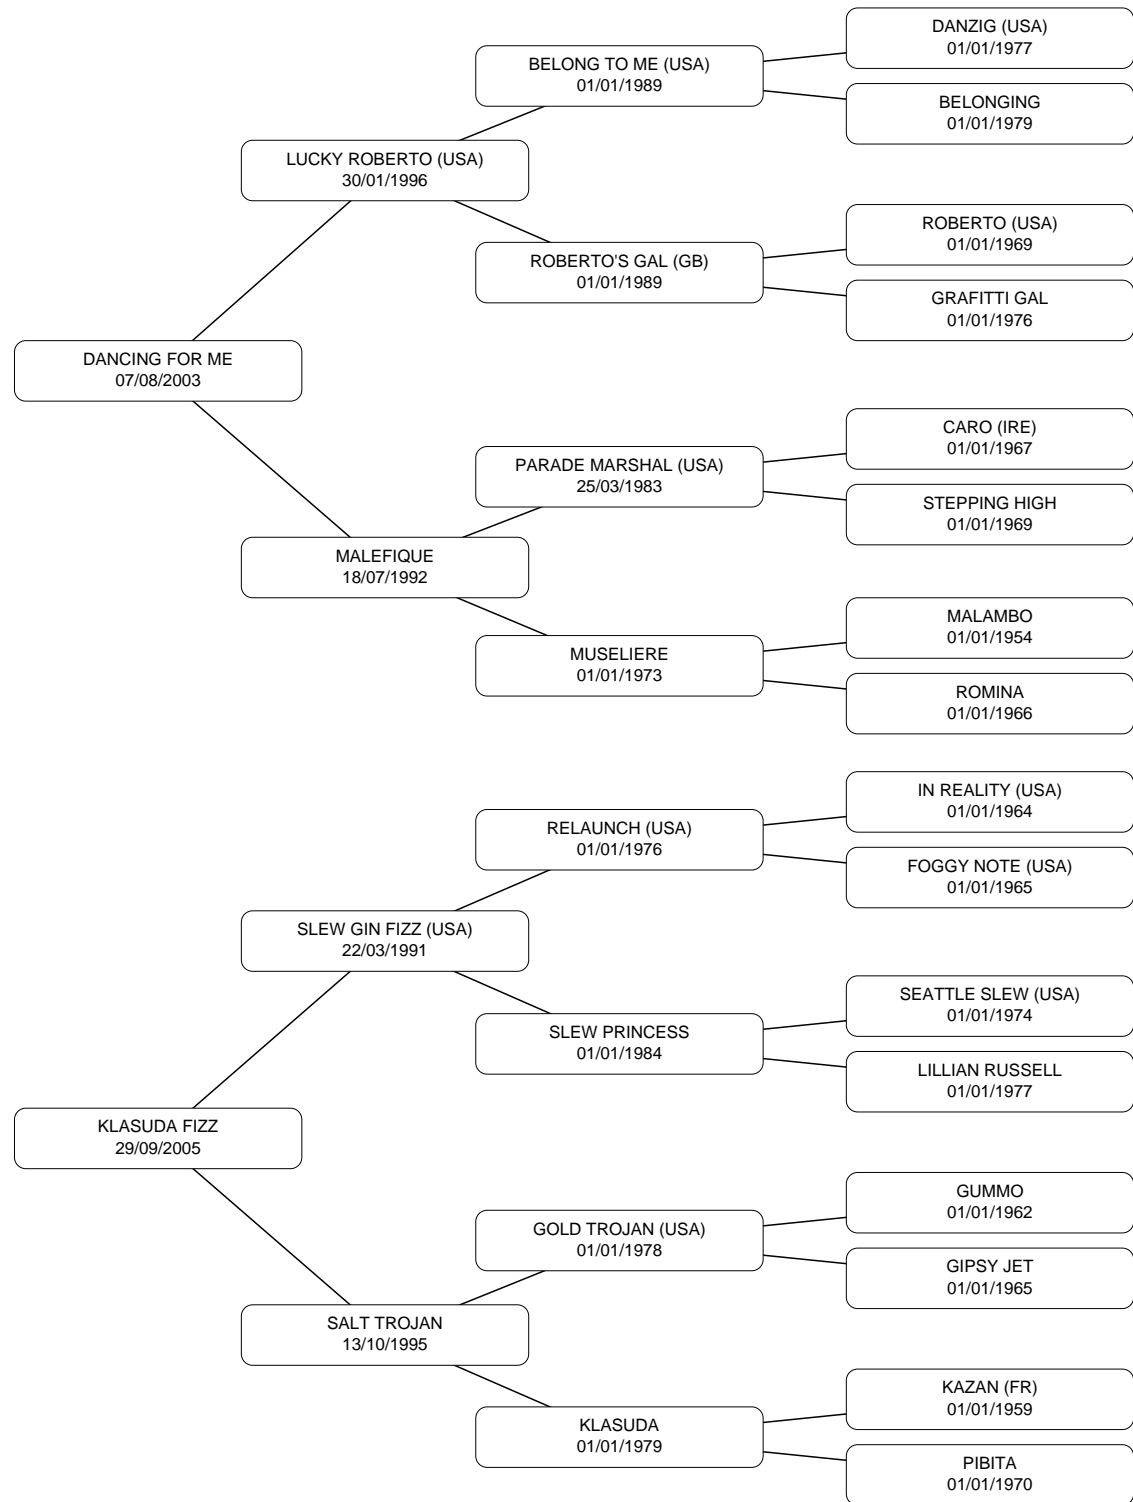 DANZIG (USA)
01/01/1977
BELONG TO ME (USA)
01/01/1989
BELONGING
01/01/1979
LUCKY ROBERTO (USA)
30/01/1996
ROBERTO (USA)
01/01/1969
ROBERTO'S GAL (GB)
01/01/1989
GRAFITTI GAL
01/01/1976
DANCING FOR ME
07/08/2003
CARO (IRE)
01/01/1967
PARADE MARSHAL (USA)
25/03/1983
STEPPING HIGH
01/01/1969
MALEFIQUE
18/07/1992
MALAMBO
01/01/1954
MUSELIERE
01/01/1973
ROMINA
01/01/1966
IN REALITY (USA)
01/01/1964
RELAUNCH (USA)
01/01/1976
FOGGY NOTE (USA)
01/01/1965
SLEW GIN FIZZ (USA)
22/03/1991
SEATTLE SLEW (USA)
01/01/1974
SLEW PRINCESS
01/01/1984
LILLIAN RUSSELL
01/01/1977
KLASUDA FIZZ
29/09/2005
GUMMO
01/01/1962
GOLD TROJAN (USA)
01/01/1978
GIPSY JET
01/01/1965
SALT TROJAN
13/10/1995
KAZAN (FR)
01/01/1959
KLASUDA
01/01/1979
PIBITA
01/01/1970